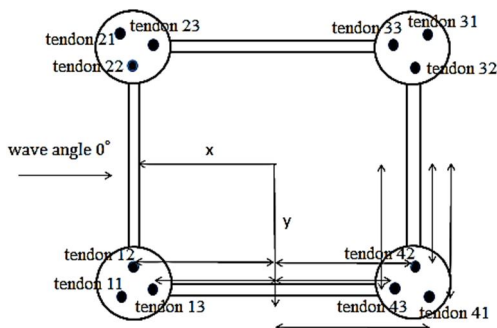 tendon 23
tendon 21
tendon 22
tendon 31
tendon 33
tendon 32
wave angle 0°
x
y
tendon 12
tendon 42
tendon 11
tendon 13
tendon 43
tendon 41